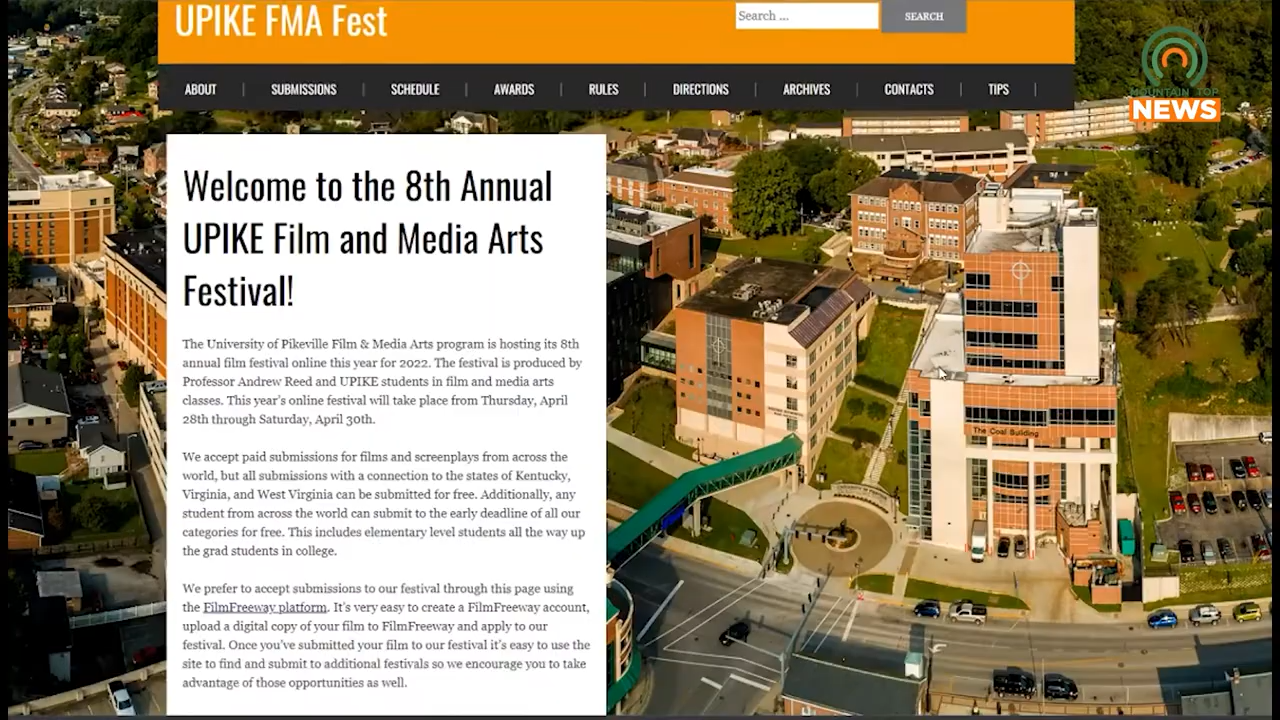 UPIKE FMA Fest
Search ...
SEARCH
MOUNTAIN TOP
NEWS
ABOUT
SUBMISSIONS
SCHEDULE
AWARDS
RULES
DIRECTIONS
ARCHIVES
CONTACTS
TIPS
Welcome to the 8th Annual
UPIKE Film and Media Arts
Festival!
The University of Pikeville Film & Media Arts program is hosting its 8th
annual film festival online this year for 2022. The festival is produced by
Professor Andrew Reed and UPIKE students in film and media arts
classes. This year's online festival will take place from Thursday, April
28th through Saturday, April 30th.
We accept paid submissions for films and screenplays from across the
world, but all submissions with a connection to the states of Kentucky,
Virginia, and West Virginia can be submitted for free. Additionally, any
student from across the world can submit to the early deadline of all our
categories for free. This includes elementary level students all the way up
the grad students in college.
We prefer to accept submissions to our festival through this page using
the FilmFreeway platform. It's very easy to create a FilmFreeway account,
upload a digital copy of your film to FilmFreeway and apply to our
festival. Once you've submitted your film to our festival it's easy to use the
site to find and submit to additional festivals so we encourage you to take
advantage of those opportunities as well.
The Coal Building